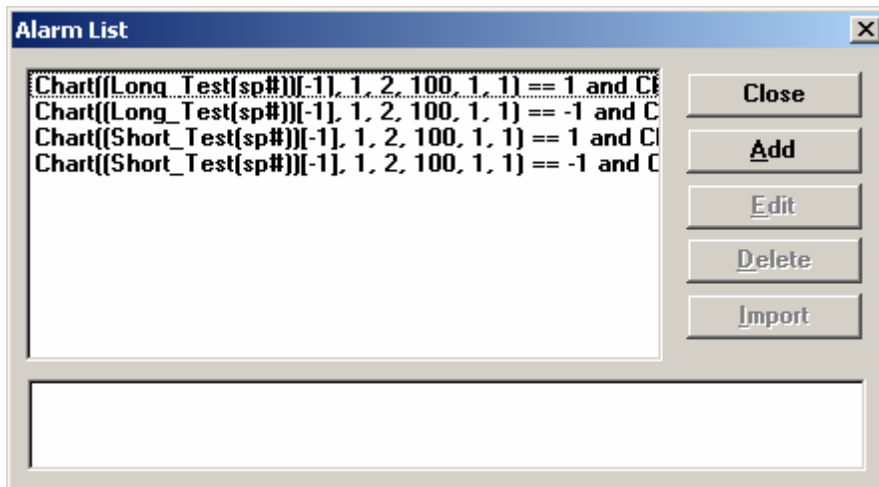 Alarm List
Chart((Long_Test(sp#))[-1], 1, 2, 100, 1, 1) == 1 and
Chart((Long_Test(sp#))[-1], 1, 2, 100, 1, 1) == -1 and C
Chart((Short_Test(sp#))[-1], 1, 2, 100, 1, 1) == 1 and
Chart((Short_Test(sp#))[-1], 1, 2, 100, 1, 1) == -1 and
Close
Add
Edit
Delete
Import